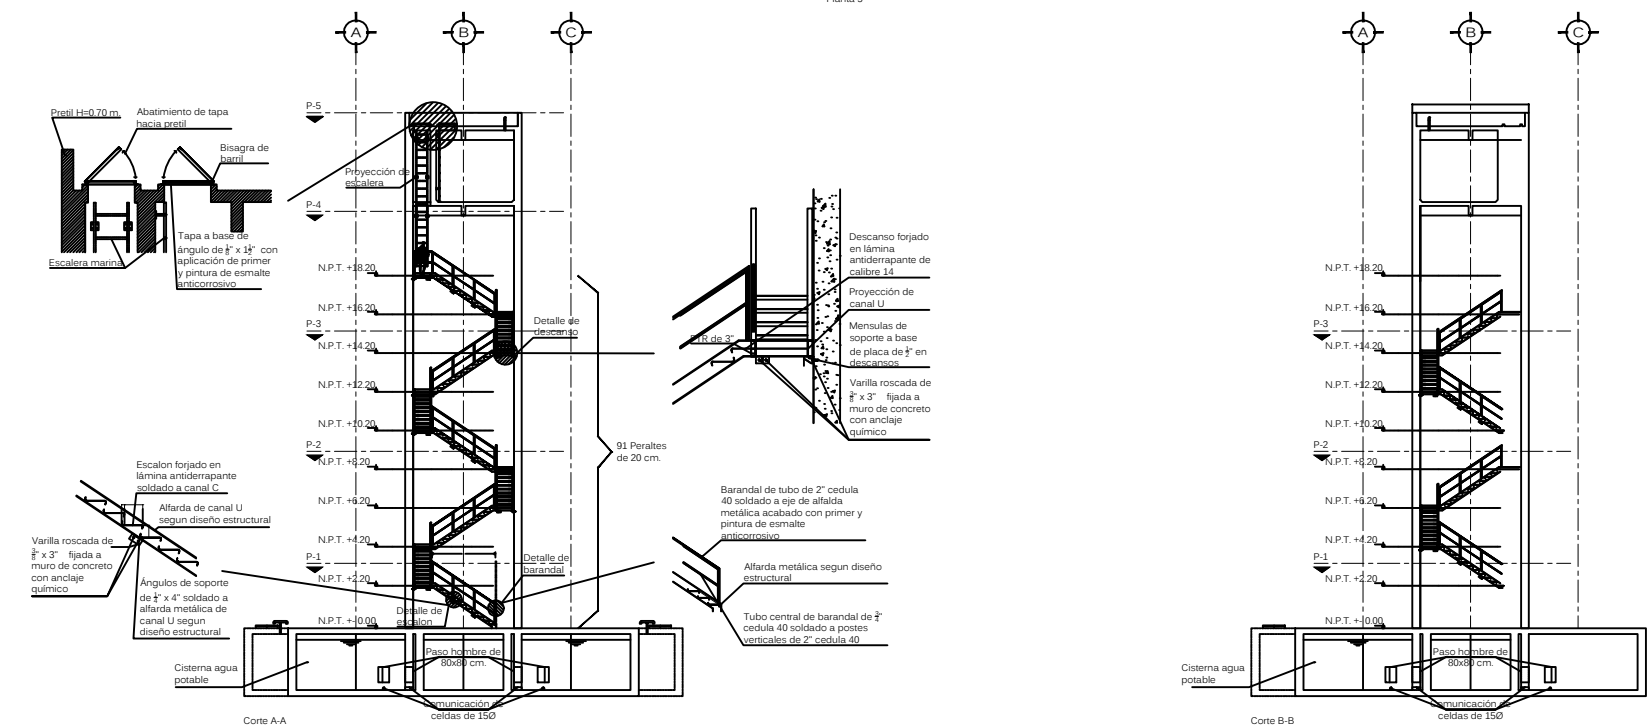 A
B
C
A
B
C
Pretil H=0.70 m.
Abatimiento de tapa
hacia pretil
Bisagra de
barril
Tapa a base de
ángulo de 1/8" x 1 1/2" con
aplicación de primer
y pintura de esmalte
anticorrosivo
Escalera marina
P-5
Proyección de
escalera
P-4
N.P.T. +18.20
N.P.T. +16.20
P-3
N.P.T. +14.20
N.P.T. +12.20
N.P.T. +10.20
P-2
N.P.T. +8.20
N.P.T. +6.20
N.P.T. +4.20
P-1
N.P.T. +2.20
N.P.T. +-0.00
Detalle de
descanso
91 Peraltes
de 20 cm.
Detalle de
barandal
Detalle de
escalon
Descanso forjado
en lámina
antiderrapante de
calibre 14
Proyección de
canal U
PTR de 3"
Mensulas de
soporte a base
de placa de 1/2" en
descansos
Varilla roscada de
3/8" x 3" fijada a
muro de concreto
con anclaje
químico
Escalon forjado en
lámina antiderrapante
soldado a canal C
Alfarda de canal U
segun diseño estructural
Varilla roscada de
3/8" x 3" fijada a
muro de concreto
con anclaje
químico
Ángulos de soporte
de 1/4" x 4" soldado a
alfarda metálica de
canal U segun
diseño estructural
Barandal de tubo de 2" cedula
40 soldado a eje de alfalda
metálica acabado con primer y
pintura de esmalte
anticorrosivo
Alfarda metálica segun diseño
estructural
Tubo central de barandal de 3/4"
cedula 40 soldado a postes
verticales de 2" cedula 40
Cisterna agua
potable
Paso hombre de
80x80 cm.
Comunicación de
celdas de 15Ø
Corte A-A
N.P.T. +18.20
N.P.T. +16.20
P-3
N.P.T. +14.20
N.P.T. +12.20
N.P.T. +10.20
P-2
N.P.T. +8.20
N.P.T. +6.20
N.P.T. +4.20
P-1
N.P.T. +2.20
N.P.T. +-0.00
Cisterna agua
potable
Paso hombre de
80x80 cm.
Comunicación de
celdas de 15Ø
Corte B-B